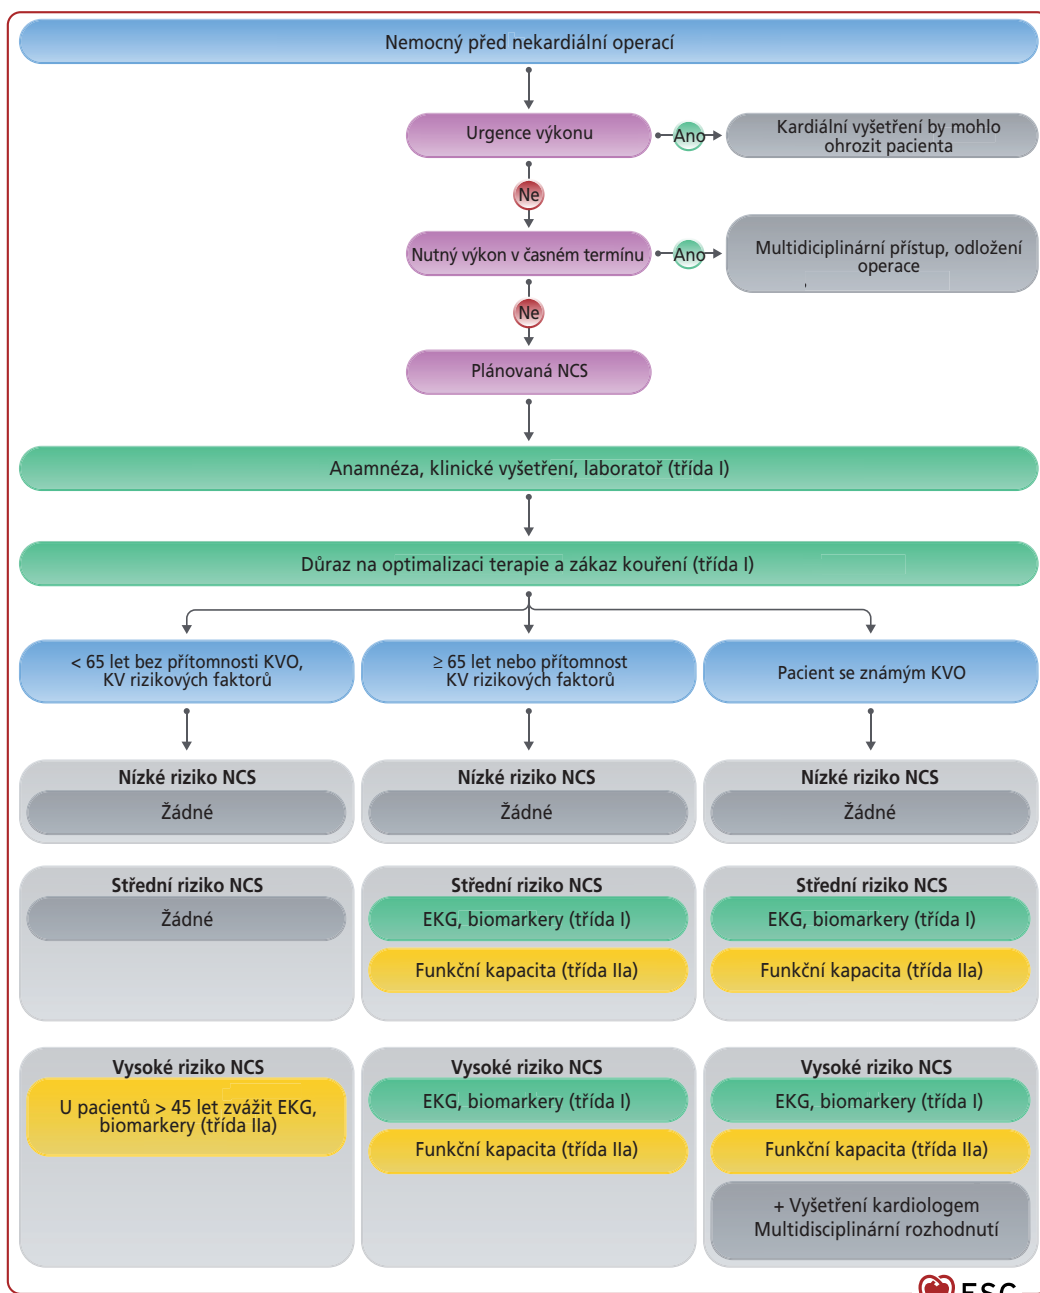 Nemocný před nekardiální operací
Urgence výkonu
Ano
Kardiální vyšetření by mohlo
ohrozit pacienta
Ne
Nutný výkon v časném termínu
Ano
Multidiciplinární přístup, odložení
operace
Ne
Plánovaná NCS
Anamnéza, klinické vyšetření, laboratoř (třída I)
Důraz na optimalizaci terapie a zákaz kouření (třída I)
< 65 let bez přítomnosti KVO,
KV rizikových faktorů
≥ 65 let nebo přítomnost
KV rizikových faktorů
Pacient se známým KVO
Nízké riziko NCS
Žádné
Nízké riziko NCS
Žádné
Nízké riziko NCS
Žádné
Střední riziko NCS
Žádné
Střední riziko NCS
EKG, biomarkery (třída I)
Funkční kapacita (třída IIa)
Střední riziko NCS
EKG, biomarkery (třída I)
Funkční kapacita (třída IIa)
Vysoké riziko NCS
U pacientů > 45 let zvážit EKG,
biomarkery (třída IIa)
Vysoké riziko NCS
EKG, biomarkery (třída I)
Funkční kapacita (třída IIa)
Vysoké riziko NCS
EKG, biomarkery (třída I)
Funkční kapacita (třída IIa)
+ Vyšetření kardiologem
Multidisciplinární rozhodnutí
ESC